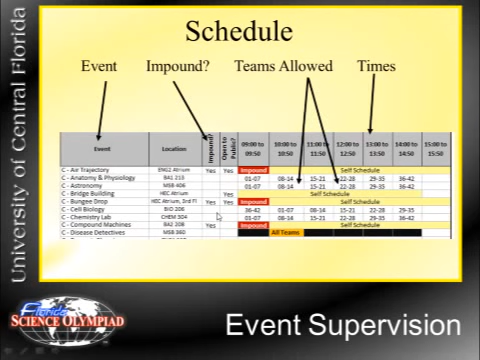 University of Central Florida
Schedule
Event Impound? Teams Allowed Times
Event Location Impound? Open to Public? 09:00 to 09:50 10:00 to 10:50 11:00 to 11:50 12:00 to 12:50 13:00 to 13:50 14:00 to 14:50 15:00 to 15:50
C - Air Trajectory ENG2 Atrium Yes Yes Impound Self Schedule
C - Anatomy & Physiology BA1 213 01-07 08-14 15-21 22-28 29-35 36-42
C - Astronomy MSB 406 01-07 08-14 15-21 22-28 29-35 36-42
C - Bridge Building HEC Atrium Yes Self Schedule
C - Bungee Drop HEC Atrium, 3rd Fl Yes Yes Impound Self Schedule
C - Cell Biology BIO 206 36-42 01-07 08-14 15-21 22-28 29-35
C - Chemistry Lab CHEM 304 01-07 08-14 15-21 22-28 29-35 36-42
C - Compound Machines BA2 208 Yes Impound Self Schedule
C - Disease Detectives MSB 360 All Teams
Florida
SCIENCE OLYMPIAD
Event Supervision